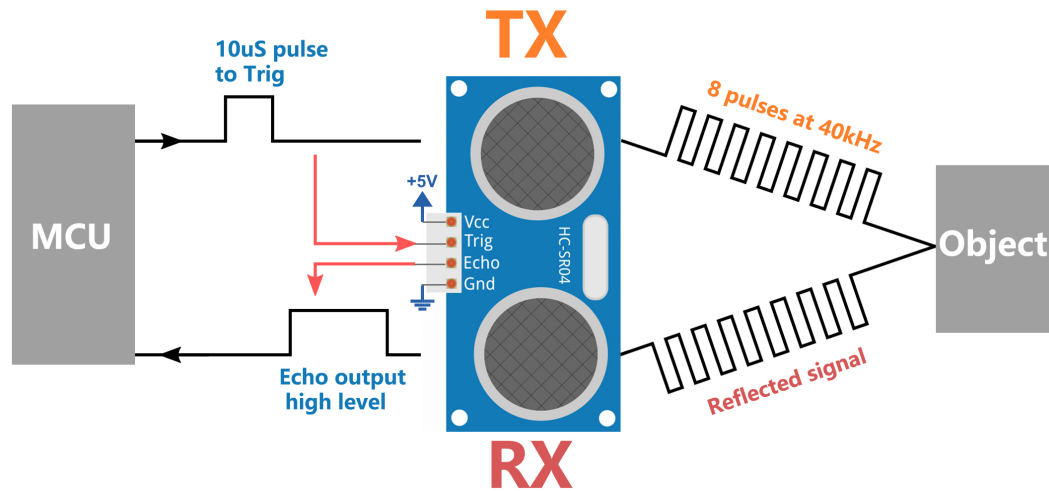 TX
10uS pulse
to Trig
8 pulses at 40kHz
MCU
+5V
Vcc
Trig
Echo
Gnd
HC-SR04
Object
Echo output
high level
Reflected signal
RX